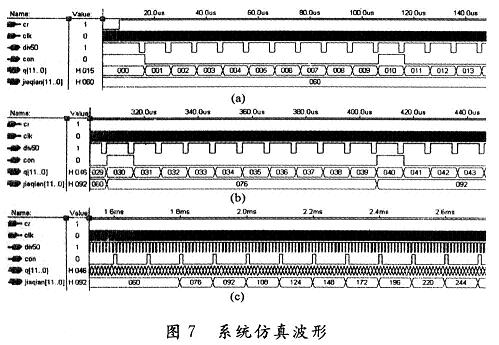 Name: Value: 20.0us 40.0us 60.0us 80.0us 100.0us 120.0us 140.0us
cr 1
clk 0
div50 1
con 0
q[11..0] H 015 000 001 002 003 004 005 006 007 008 009 010 011 012 013
jieqian[11..0] H 060 060
(a)
Name: Value: 320.0us 340.0us 360.0us 380.0us 400.0us 420.0us 440.0us
cr 1
clk 0
div50 1
con 0
q[11..0] H 046 029 030 031 032 033 034 035 036 037 038 039 040 041 042 043
jieqian[11..0] H 092 060 076 092
(b)
Name: Value: 1.6ms 1.8ms 2.0ms 2.2ms 2.4ms 2.6ms
cr 1
clk 0
div50 1
con 0
q[11..0] H 046
jieqian[11..0] H 092 060 076 092 108 124 148 172 196 220 244
(c)
图 7 系统仿真波形